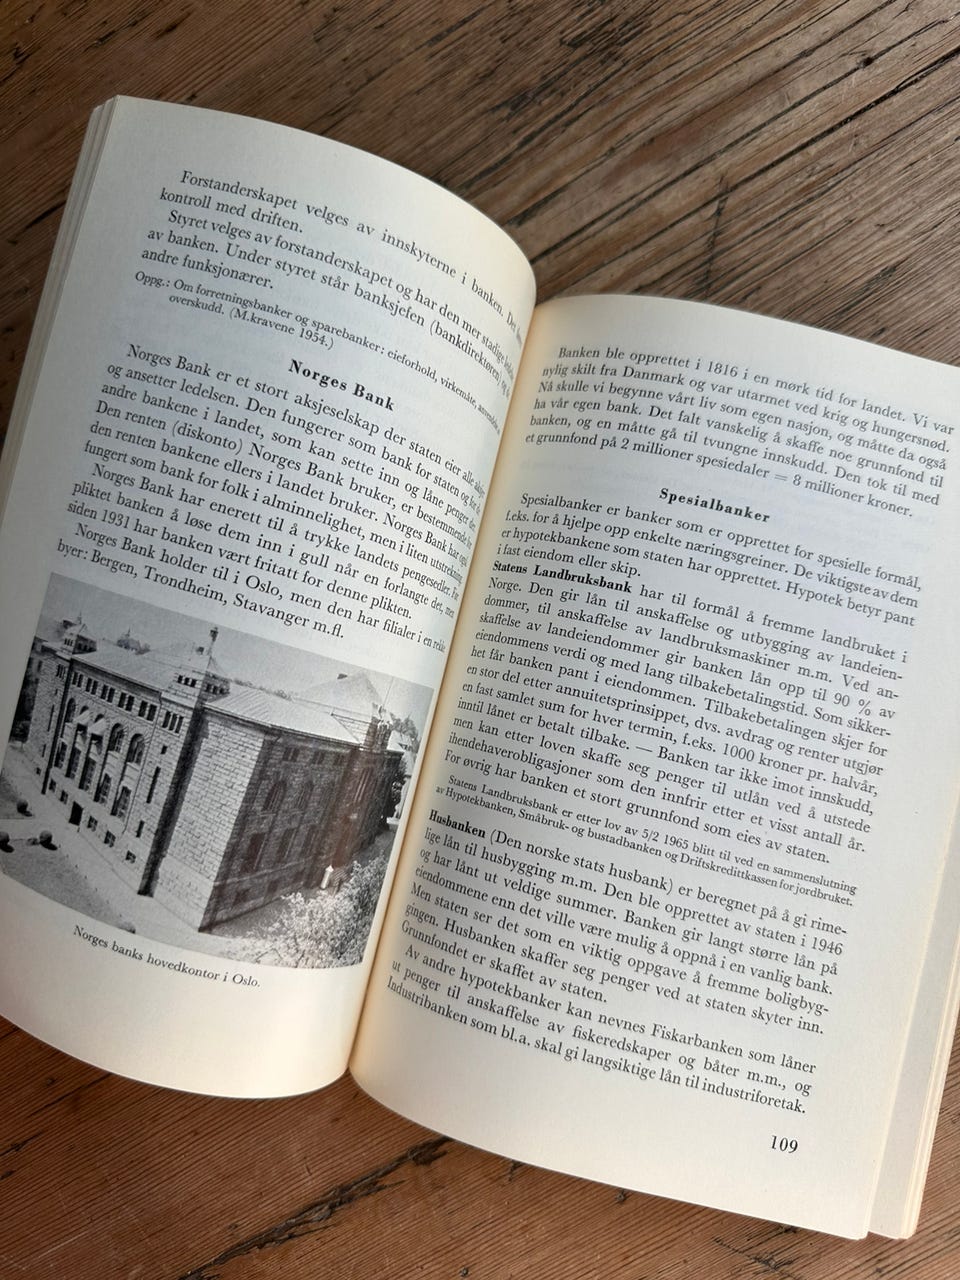 Forstanderskapet velges av innskyterne i banken. Det
kontroll med driften.
Styret velges av forstanderskapet og har den mer stadige
av banken. Under styret står banksjefen (bankdirektøren) og
andre funksjonærer.
Oppg.: Om forretningsbanker og sparebanker: eieforhold, virkemåte,
overskudd. (M.kravene 1954.)
Norges Bank
Norges Bank er et stort aksjeselskap der staten eier alle
og ansetter ledelsen. Den fungerer som bank for staten og for de
andre bankene i landet, som kan sette inn og låne penger der.
Den renten (diskonto) Norges Bank bruker, er bestemmende for
den renten bankene ellers i landet bruker. Norges Bank har også
fungert som bank for folk i alminnelighet, men i liten utstrekning.
Norges Bank har enerett til å trykke landets pengesedler. Før
pliktet banken å løse dem inn i gull når en forlangte det, men
siden 1931 har banken vært fritatt for denne plikten.
Norges Bank holder til i Oslo, men den har filialer i en rekke
byer: Bergen, Trondheim, Stavanger m.fl.
Norges banks hovedkontor i Oslo.
Banken ble opprettet i 1816 i en mørk tid for landet. Vi var
nylig skilt fra Danmark og var utarmet ved krig og hungersnød.
Nå skulle vi begynne vårt liv som egen nasjon, og måtte da også
ha vår egen bank. Det falt vanskelig å skaffe noe grunnfond til
banken, og en måtte gå til tvungne innskudd. Den tok til med
et grunnfond på 2 millioner spesiedaler = 8 millioner kroner.
Spesialbanker
Spesialbanker er banker som er opprettet for spesielle formål,
f.eks. for å hjelpe opp enkelte næringsgreiner. De viktigste av dem
er hypotekbankene som staten har opprettet. Hypotek betyr pant
i fast eiendom eller skip.
Statens Landbruksbank har til formål å fremme landbruket i
Norge. Den gir lån til anskaffelse og utbygging av landeien-
dommer, til anskaffelse av landbruksmaskiner m.m. Ved an-
skaffelse av landeiendommer gir banken lån opp til 90 % av
eiendommens verdi og med lang tilbakebetalingstid. Som sikker-
het får banken pant i eiendommen. Tilbakebetalingen skjer for
en stor del etter annuitetsprinsippet, dvs. avdrag og renter utgjør
en fast samlet sum for hver termin, f.eks. 1000 kroner pr. halvår,
inntil lånet er betalt tilbake. — Banken tar ikke imot innskudd,
men kan etter loven skaffe seg penger til utlån ved å utstede
ihendehaverobligasjoner som den innfrir etter et visst antall år.
For øvrig har banken et stort grunnfond som eies av staten.
Statens Landbruksbank er etter lov av 5/2 1965 blitt til ved en sammenslutning
av Hypotekbanken, Småbruk- og bustadbanken og Driftskredittkassen for jordbruket.
Husbanken (Den norske stats husbank) er beregnet på å gi rime-
lige lån til husbygging m.m. Den ble opprettet av staten i 1946
og har lånt ut veldige summer. Banken gir langt større lån på
eiendommene enn det ville være mulig å oppnå i en vanlig bank.
Men staten ser det som en viktig oppgave å fremme boligbyg-
gingen. Husbanken skaffer seg penger ved at staten skyter inn.
Grunnfondet er skaffet av staten.
Av andre hypotekbanker kan nevnes Fiskarbanken som låner
ut penger til anskaffelse av fiskeredskaper og båter m.m., og
Industribanken som bl.a. skal gi langsiktige lån til industriforetak.
109